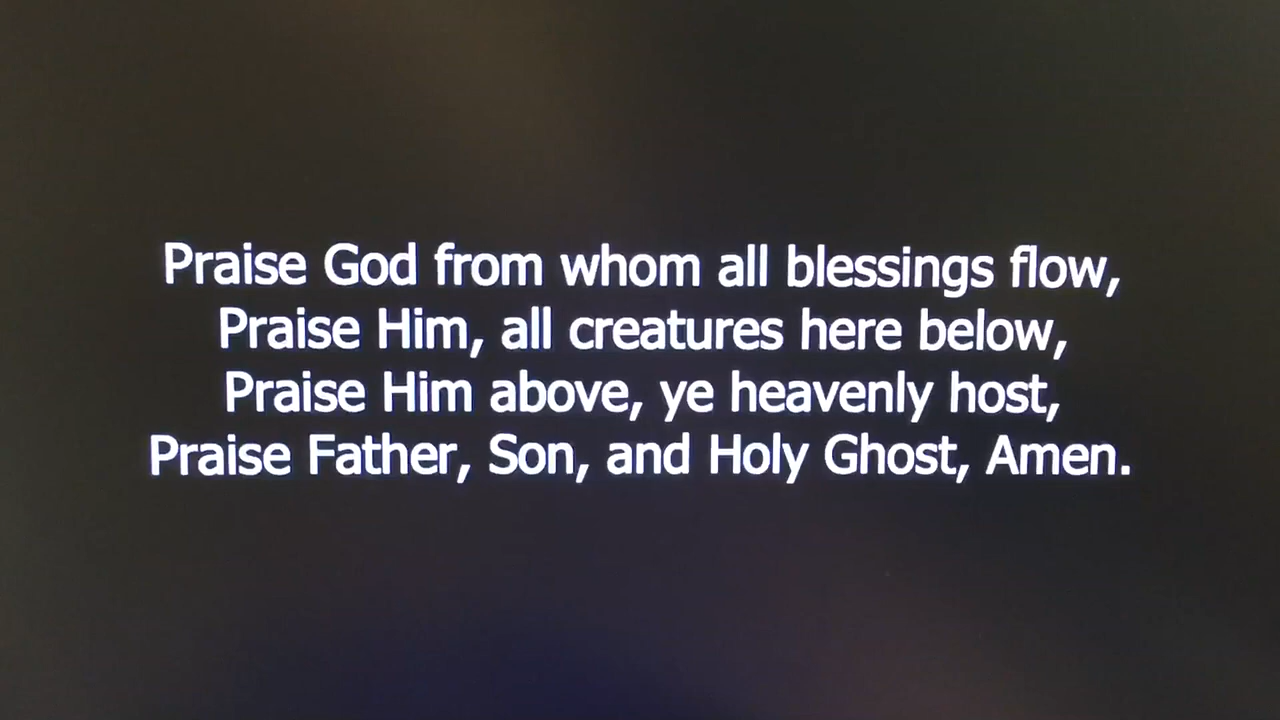 Praise God from whom all blessings flow,
Praise Him, all creatures here below,
Praise Him above, ye heavenly host,
Praise Father, Son, and Holy Ghost, Amen.